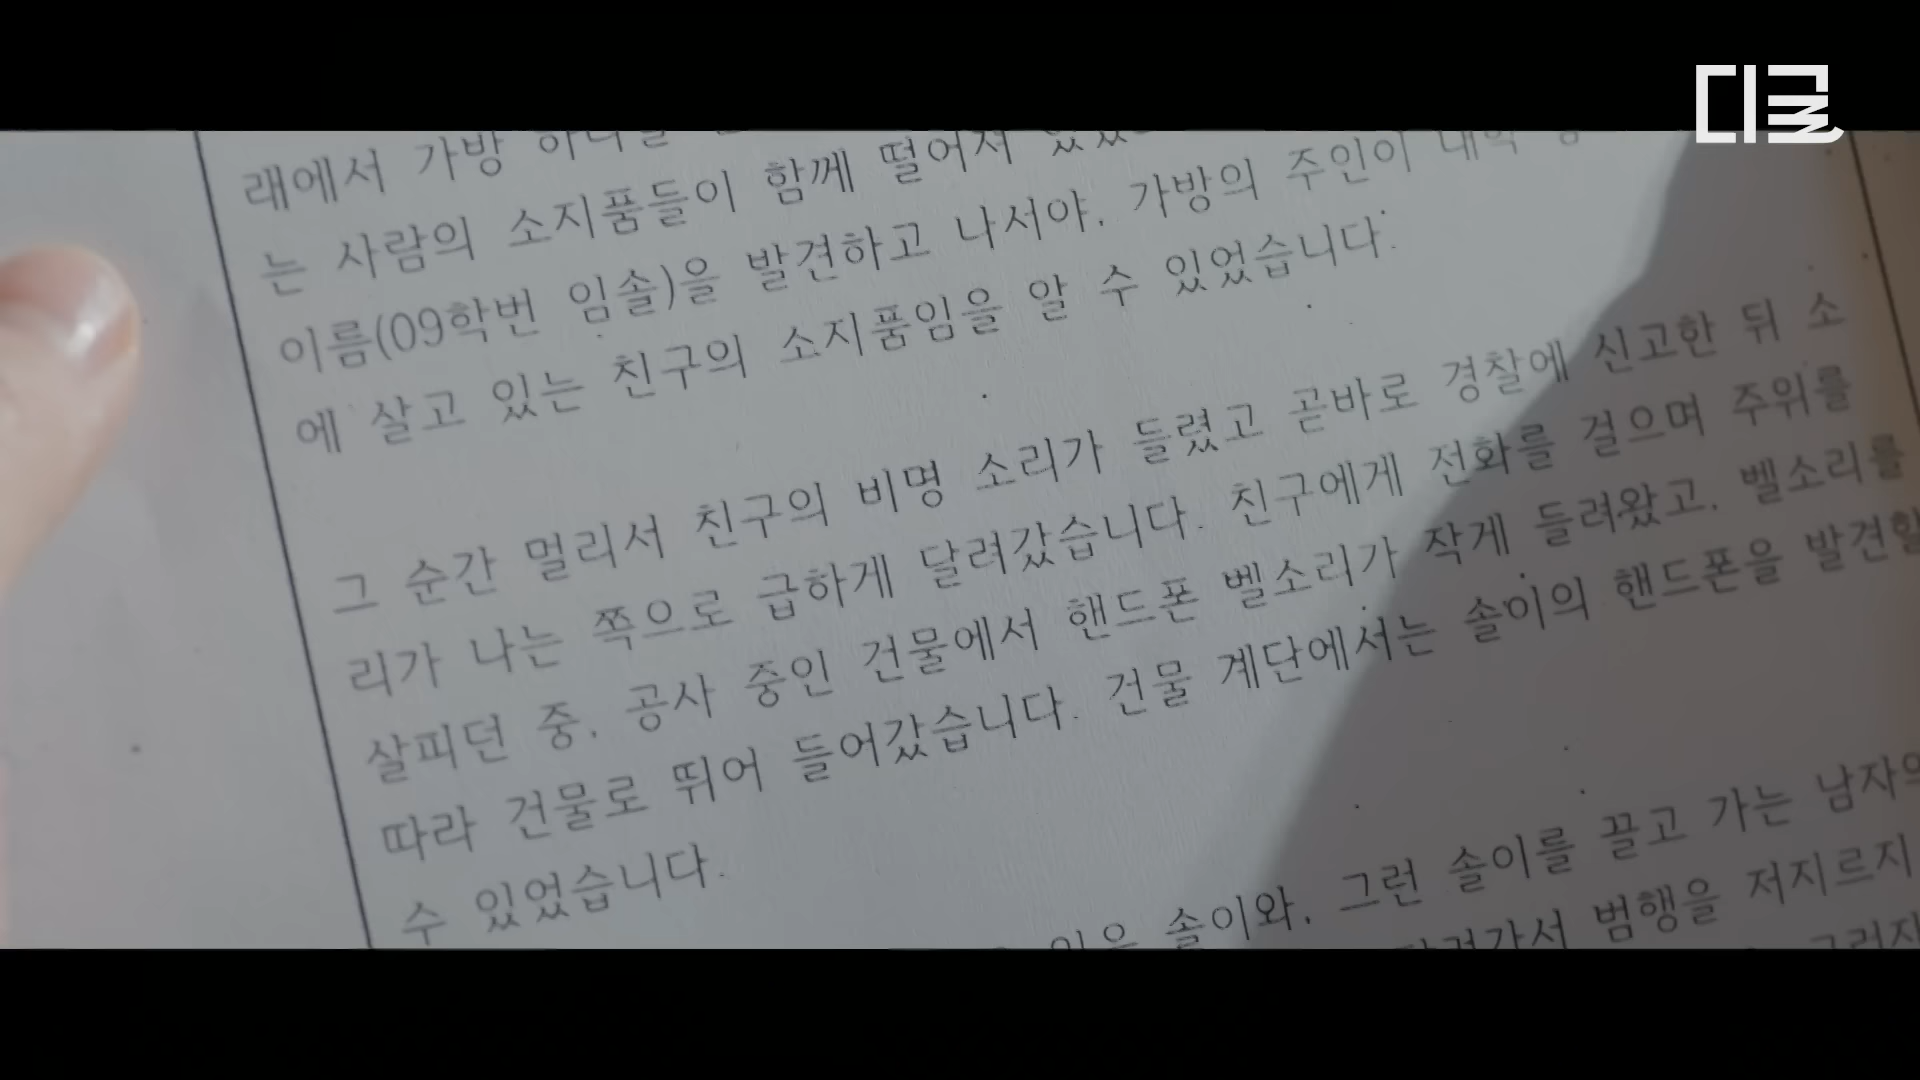 디글
래에서 가방 하나를
는 사람의 소지품들이 함께 떨어져
이름(09학번 임솔)을 발견하고 나서야, 가방의 주인이 대학
에 살고 있는 친구의 소지품임을 알 수 있었습니다.
그 순간 멀리서 친구의 비명 소리가 들렸고 곧바로 경찰에 신고한 뒤 소
리가 나는 쪽으로 급하게 달려갔습니다. 친구에게 전화를 걸으며 주위를
살피던 중, 공사 중인 건물에서 핸드폰 벨소리가 작게 들려왔고, 벨소리를
따라 건물로 뛰어 들어갔습니다. 건물 계단에서는 솔이의 핸드폰을 발견할
수 있었습니다.
솔이와, 그런 솔이를 끌고 가는 남자의
달려가서 범행을 저지르지